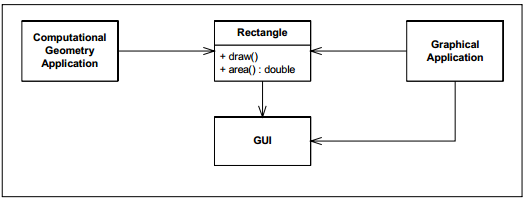 Computational
Geometry
Application
Rectangle
+ draw()
+ area() : double
Graphical
Application
GUI